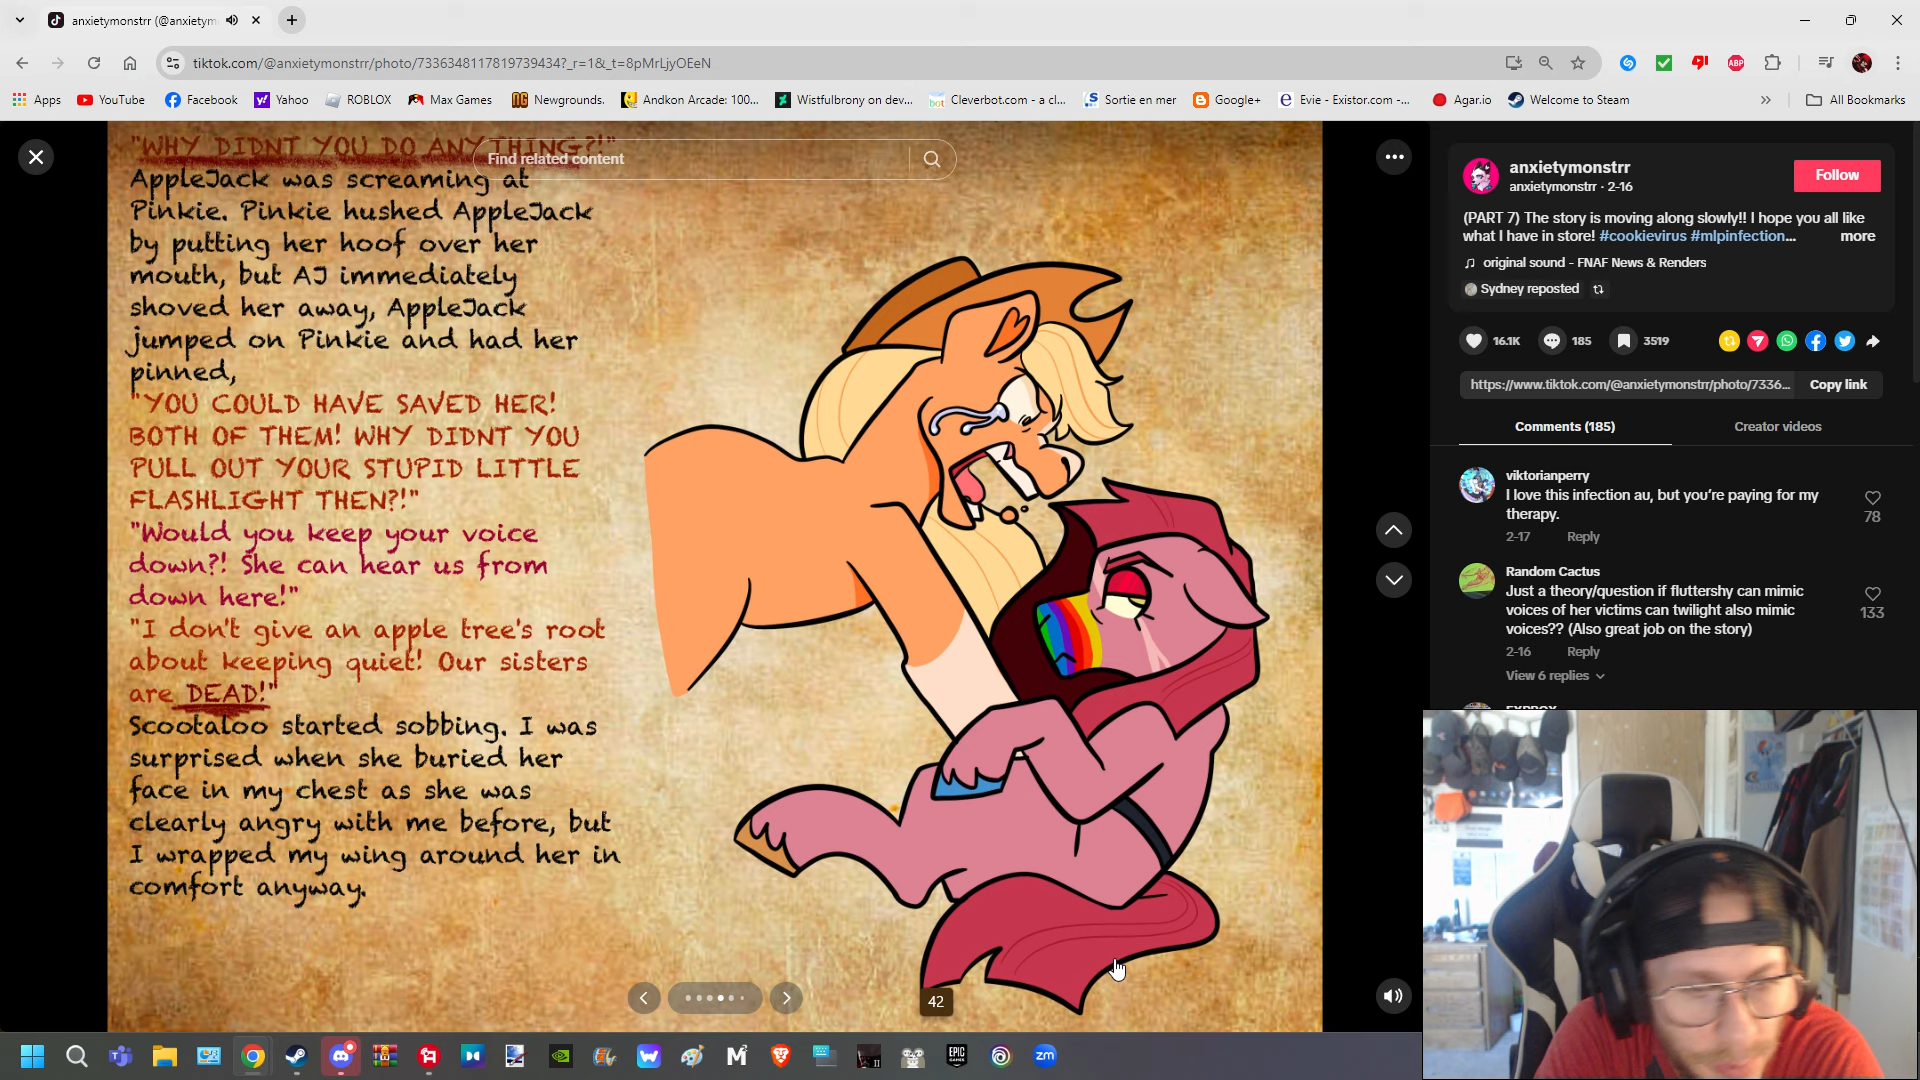 anxietymonstrr (@anxietym
tiktok.com/@anxietymonstrr/photo/7336348117819739434?_r=1&_t=8pMrLjyOEeN
Apps
YouTube
Facebook
Yahoo
ROBLOX
Max Games
Newgrounds.
Andkon Arcade: 100...
Wistfulbrony on dev...
Cleverbot.com - a cl...
Sortie en mer
Google+
Evie - Existor.com -...
Agar.io
Welcome to Steam
All Bookmarks
"WHY DIDNT YOU DO ANYTHING?!"
Find related content
AppleJack was screaming at
Pinkie. Pinkie hushed AppleJack
by putting her hoof over her
mouth, but AJ immediately
shoved her away, AppleJack
jumped on Pinkie and had her
pinned,
"YOU COULD HAVE SAVED HER!
BOTH OF THEM! WHY DIDNT YOU
PULL OUT YOUR STUPID LITTLE
FLASHLIGHT THEN?!"
"Would you keep your voice
down?! She can hear us from
down here!"
"I don't give an apple tree's root
about keeping quiet! Our sisters
are DEAD!"
Scootaloo started sobbing. I was
surprised when she buried her
face in my chest as she was
clearly angry with me before, but
I wrapped my wing around her in
comfort anyway.
42
anxietymonstrr
anxietymonstrr · 2-16
Follow
(PART 7) The story is moving along slowly!! I hope you all like
what I have in store! #cookievirus #mlpinfection...
more
original sound - FNAF News & Renders
Sydney reposted
16.1K
185
3519
https://www.tiktok.com/@anxietymonstrr/photo/7336...
Copy link
Comments (185)
Creator videos
viktorianperry
I love this infection au, but you're paying for my
therapy.
78
2-17
Reply
Random Cactus
Just a theory/question if fluttershy can mimic
voices of her victims can twilight also mimic
voices?? (Also great job on the story)
133
2-16
Reply
View 6 replies
ABP
EPIC
GAMES
zm